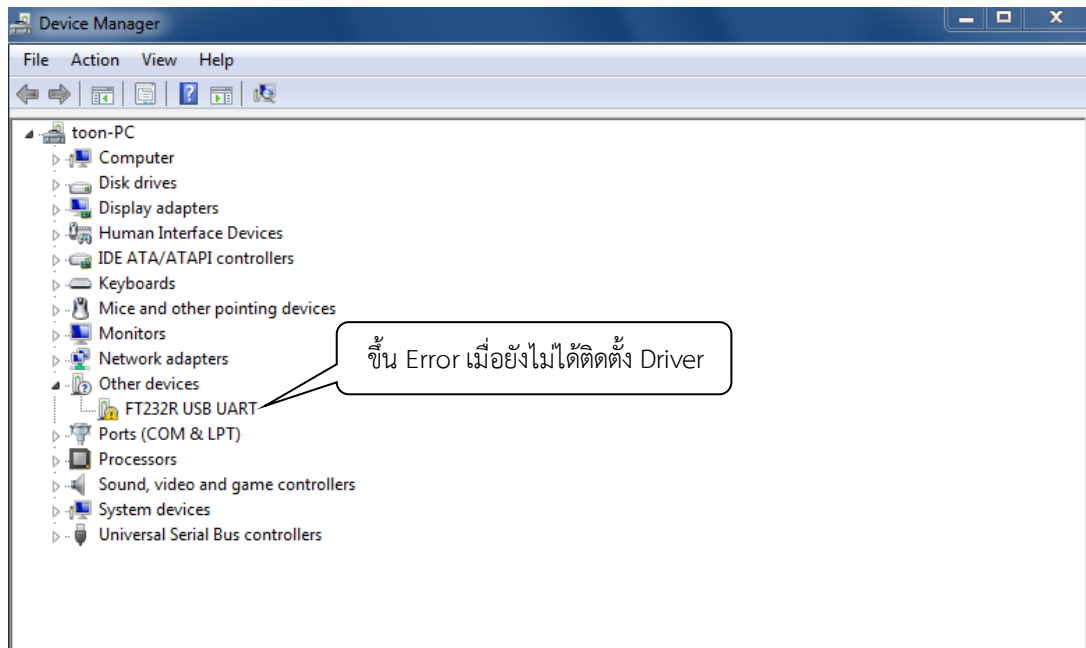 Device Manager
File Action View Help
toon-PC
Computer
Disk drives
Display adapters
Human Interface Devices
IDE ATA/ATAPI controllers
Keyboards
Mice and other pointing devices
Monitors
Network adapters
ขึ้น Error เมื่อยังไม่ได้ติดตั้ง Driver
Other devices
FT232R USB UART
Ports (COM & LPT)
Processors
Sound, video and game controllers
System devices
Universal Serial Bus controllers